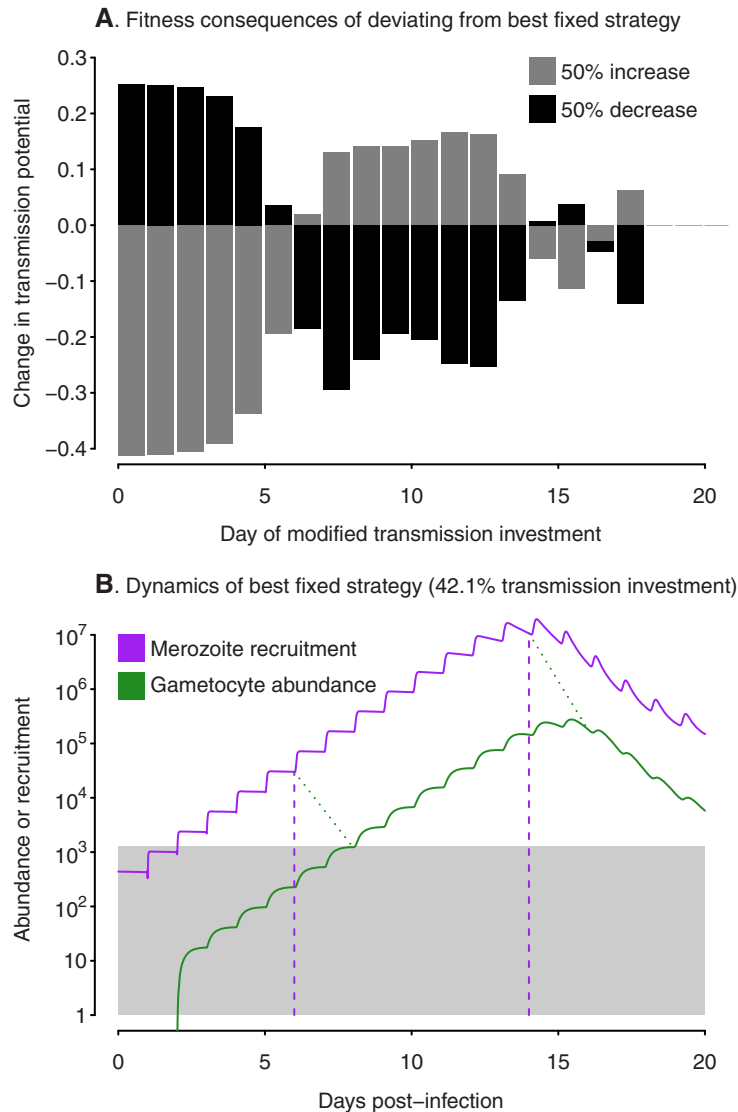 A. Fitness consequences of deviating from best fixed strategy
0.3
0.2
0.1
0.0
−0.1
−0.2
−0.3
−0.4
Change in transmission potential
50% increase
50% decrease
0 5 10 15 20
Day of modified transmission investment
B. Dynamics of best fixed strategy (42.1% transmission investment)
10^7
10^6
10^5
10^4
10^3
10^2
10
1
Abundance or recruitment
Merozoite recruitment
Gametocyte abundance
0 5 10 15 20
Days post−infection